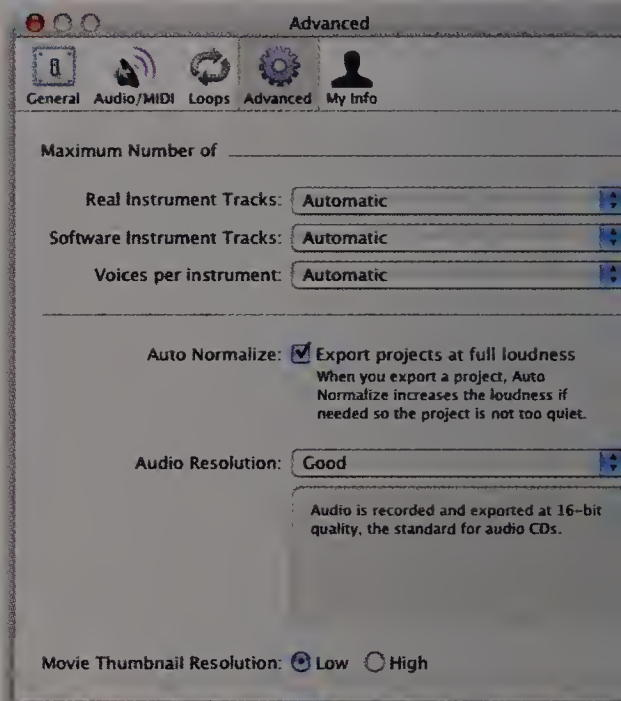 Advanced
General Audio/MIDI Loops Advanced My Info
Maximum Number of
Real Instrument Tracks: Automatic
Software Instrument Tracks: Automatic
Voices per instrument: Automatic
Auto Normalize: Export projects at full loudness
When you export a project, Auto
Normalize increases the loudness if
needed so the project is not too quiet.
Audio Resolution: Good
Audio is recorded and exported at 16-bit
quality, the standard for audio CDs.
Movie Thumbnail Resolution: Low High